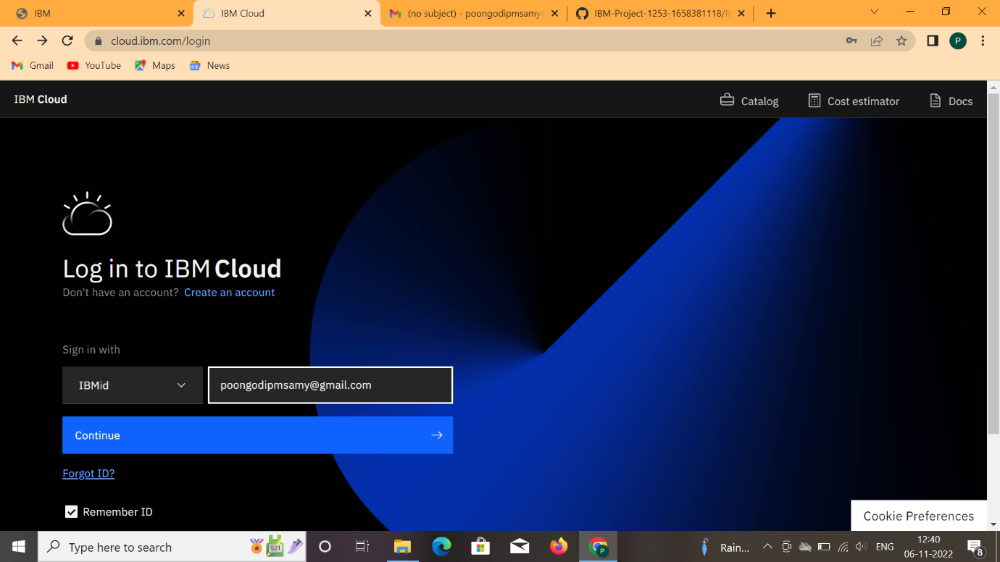 IBM
IBM Cloud
(no subject) - poongodipmsamy
IBM-Project-1253-1658381118/
cloud.ibm.com/login
P
Gmail
YouTube
Maps
News
IBM Cloud
Catalog
Cost estimator
Docs
Log in to IBM Cloud
Don't have an account? Create an account
Sign in with
IBMid
poongodipmsamy@gmail.com
Continue
Forgot ID?
Remember ID
Cookie Preferences
Type here to search
521
Rain...
ENG
12:40
06-11-2022
8